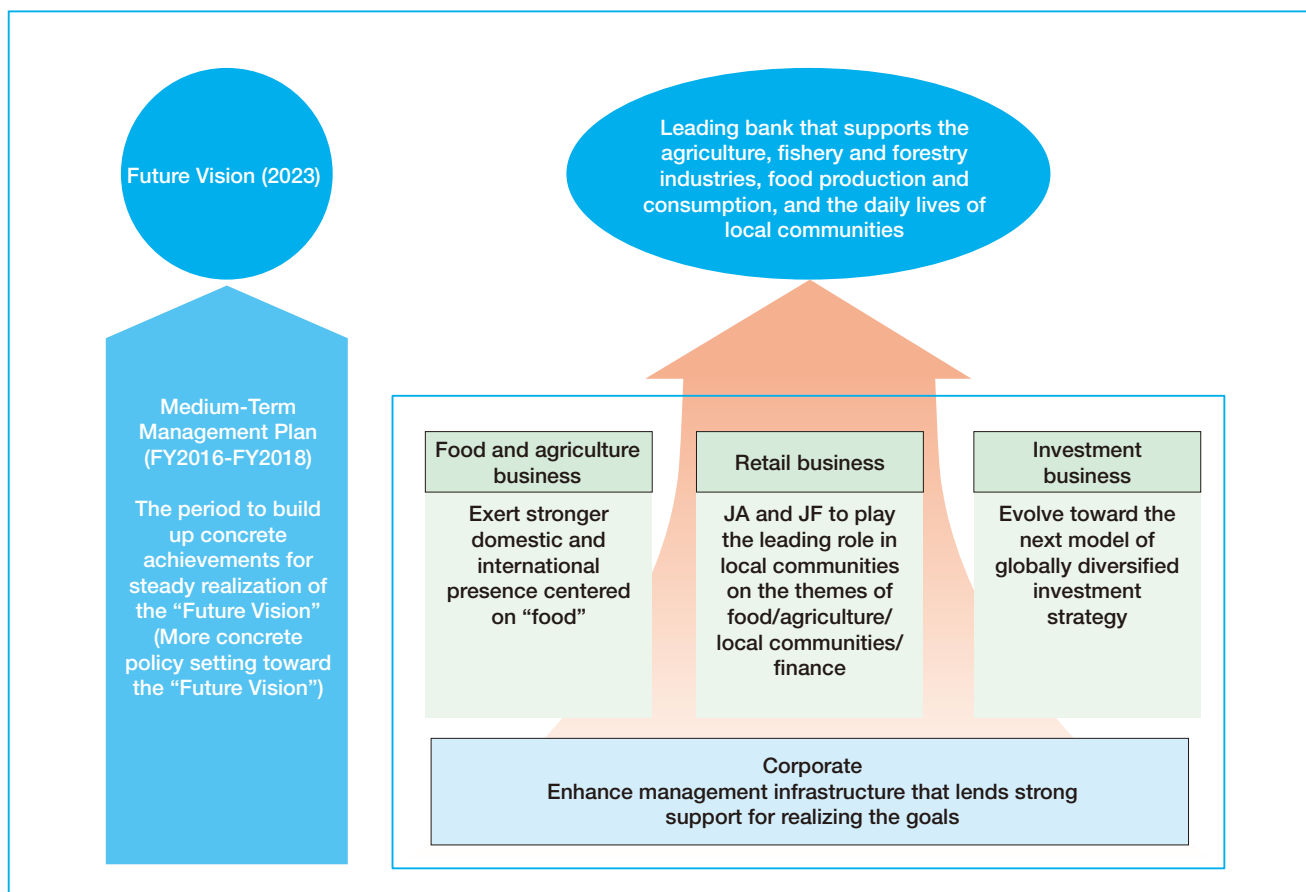 Future Vision (2023)
Leading bank that supports the
agriculture, fishery and forestry
industries, food production and
consumption, and the daily lives of
local communities
Medium-Term
Management Plan
(FY2016-FY2018)
The period to build
up concrete
achievements for
steady realization of
the “Future Vision”
(More concrete
policy setting toward
the “Future Vision”)
Food and agriculture
business
Exert stronger
domestic and
international
presence centered
on “food”
Retail business
JA and JF to play
the leading role in
local communities
on the themes of
food/agriculture/
local communities/
finance
Investment
business
Evolve toward the
next model of
globally diversified
investment
strategy
Corporate
Enhance management infrastructure that lends strong
support for realizing the goals